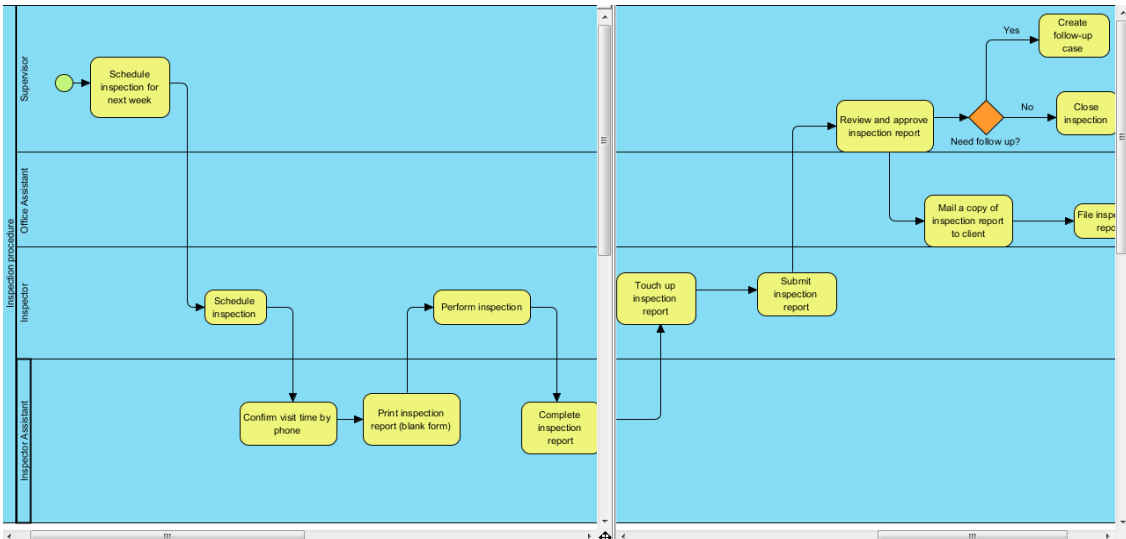 Inspection procedure
Supervisor
Schedule
inspection for
next week
Office Assistant
Inspector
Schedule
inspection
Perform inspection
Inspector Assistant
Confirm visit time by
phone
Print inspection
report (blank form)
Complete
inspection
report
Touch up
inspection
report
Submit
inspection
report
Review and approve
inspection report
Need follow up?
Yes
Create
follow-up
case
No
Close
inspection
Mail a copy of
inspection report
to client
File inspe
repo